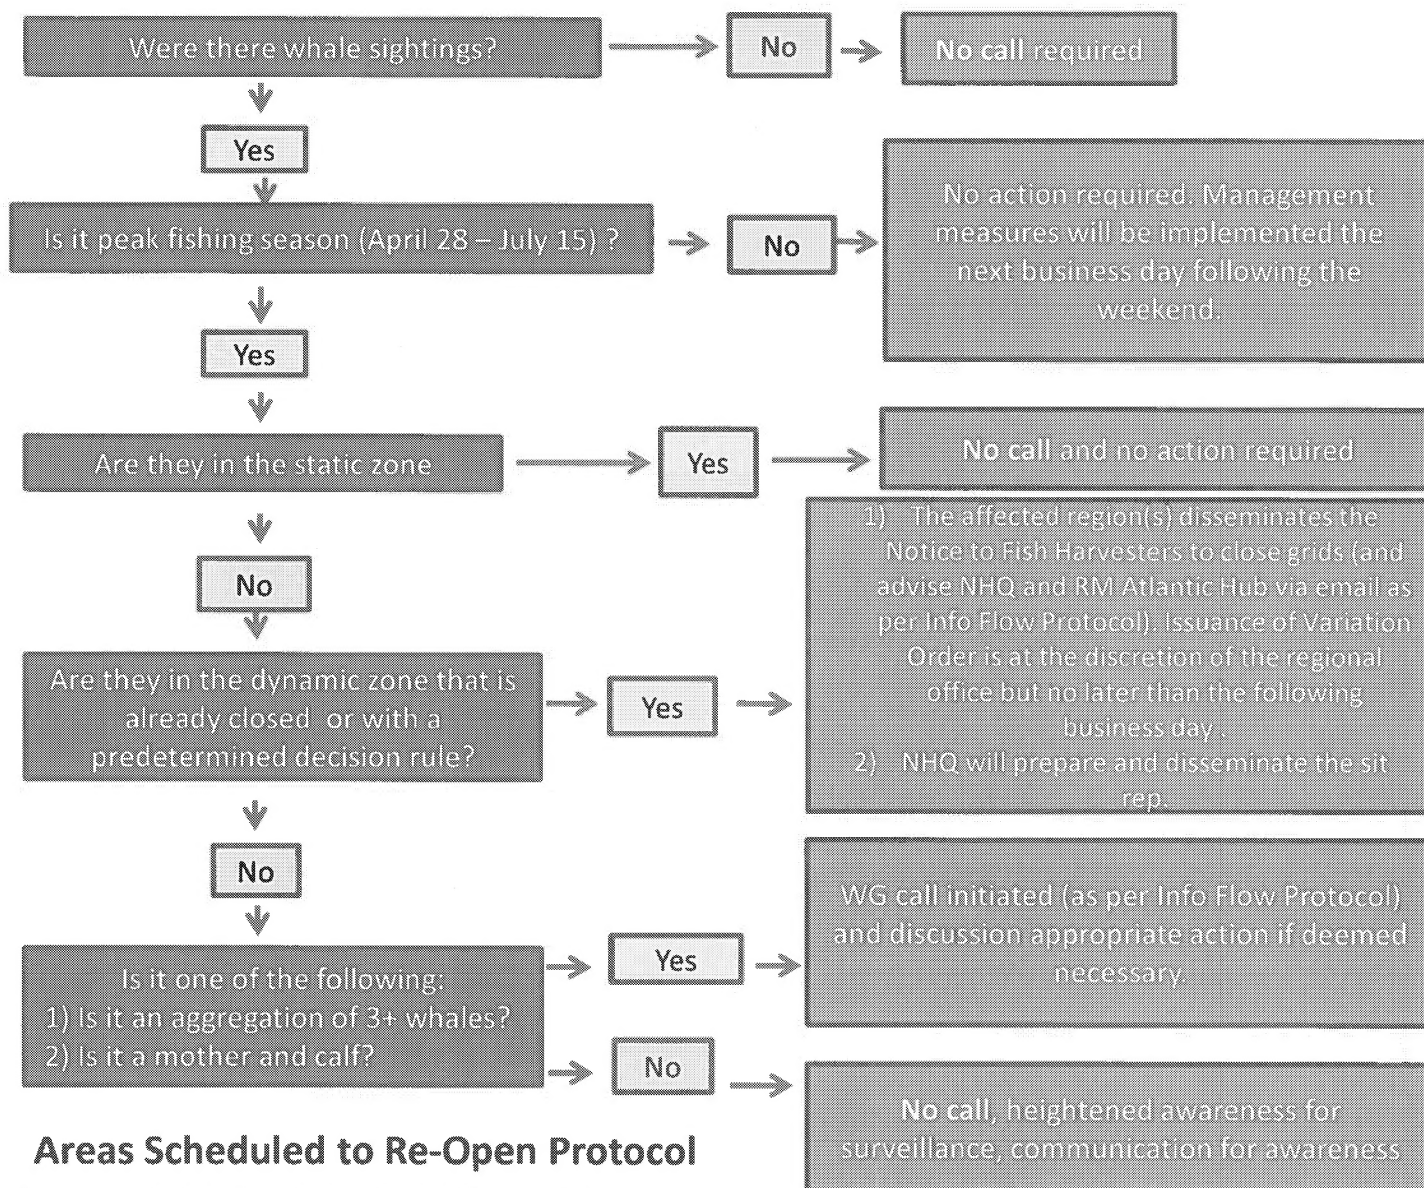 Were there whale sightings?
No
No call required
Yes
Is it peak fishing season (April 28 – July 15) ?
No
No action required. Management
measures will be implemented the
next business day following the
weekend.
Yes
Are they in the static zone
Yes
No call and no action required
No
Are they in the dynamic zone that is
already closed or with a
predetermined decision rule?
Yes
1) The affected region(s) disseminates the
Notice to Fish Harvesters to close grids (and
advise NHQ and RM Atlantic Hub via email as
per Info Flow Protocol). Issuance of Variation
Order is at the discretion of the regional
office but no later than the following
business day .
2) NHQ will prepare and disseminate the sit
rep.
No
Is it one of the following:
1) Is it an aggregation of 3+ whales?
2) Is it a mother and calf?
Yes
WG call initiated (as per Info Flow Protocol)
and discussion appropriate action if deemed
necessary.
No
No call, heightened awareness for
surveillance, communication for awareness
Areas Scheduled to Re-Open Protocol